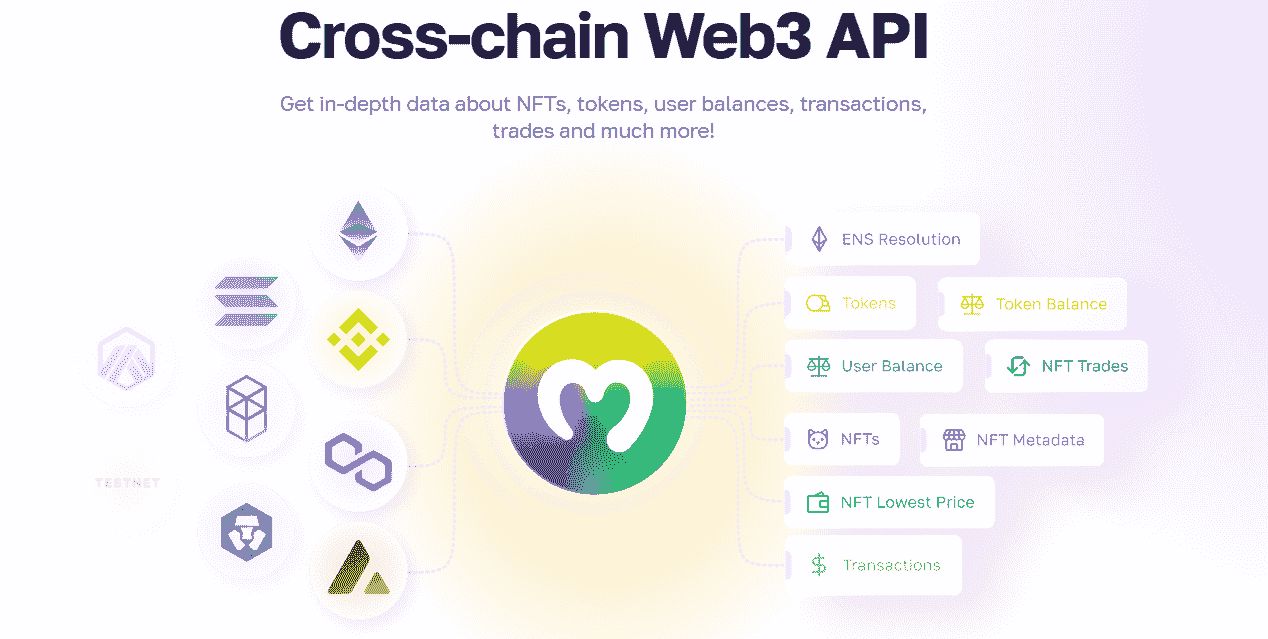 Cross-chain Web3 API
Get in-depth data about NFTs, tokens, user balances, transactions,
trades and much more!
ENS Resolution
Tokens
Token Balance
User Balance
NFT Trades
NFTs
NFT Metadata
TESTNET
NFT Lowest Price
Transactions